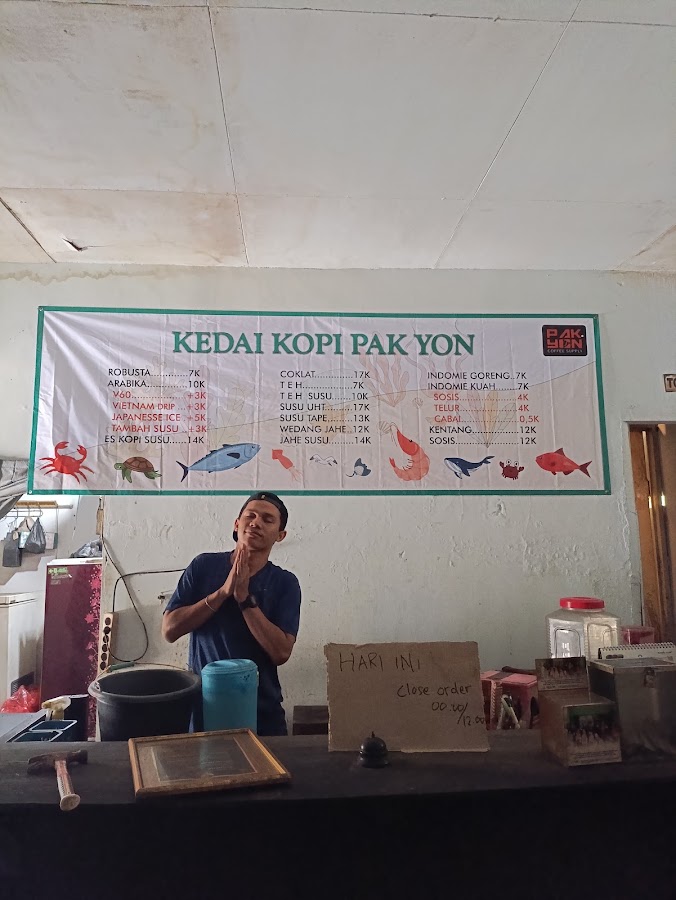 KEDAI KOPI PAK YON
PAK
YON
COFFEE SUPPLY
ROBUSTA............7K
ARABIKA............10K
V60..................+3K
VIETNAM DRIP ...+3K
JAPANESSE ICE ..+5K
TAMBAH SUSU ..+3K
ES KOPI SUSU......14K
COKLAT..............17K
T E H..................7K
T E H  SUSU.......10K
SUSU UHT..........17K
SUSU TAPE.........13K
WEDANG JAHE..12K
JAHE SUSU.........14K
INDOMIE GORENG..7K
INDOMIE KUAH......7K
SOSIS...................4K
TELUR...................4K
CABAI.................0,5K
KENTANG............12K
SOSIS.................12K
HARI INI
Close order
00.00/
12.00